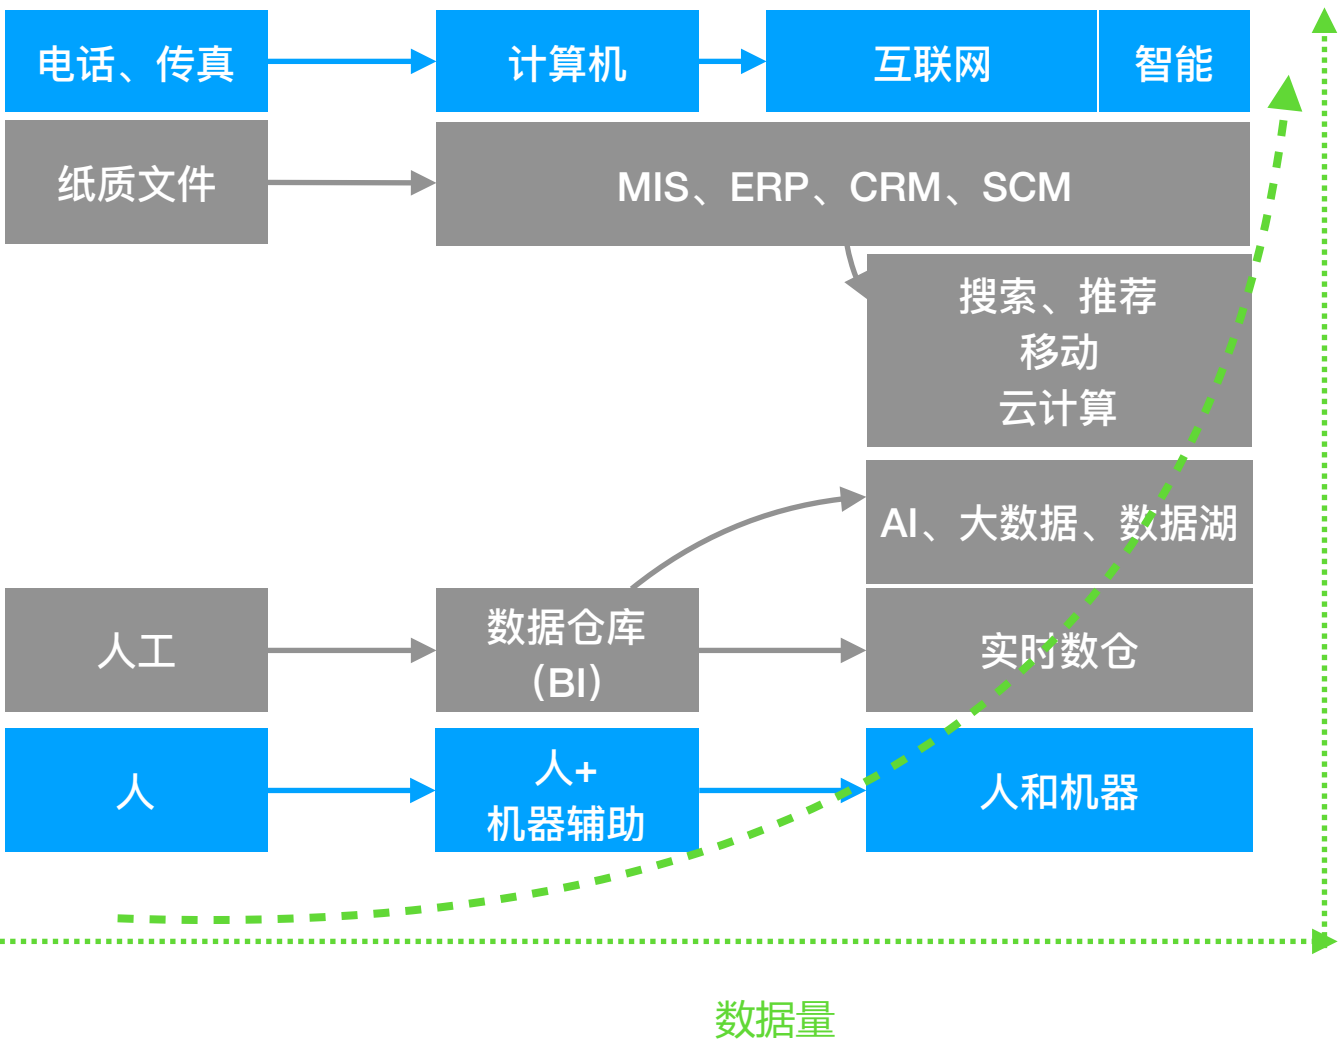 电话、传真
计算机
互联网
智能
纸质文件
MIS、ERP、CRM、SCM
搜索、推荐
移动
云计算
AI、大数据、数据湖
人工
数据仓库
（BI）
实时数仓
人
人+
机器辅助
人和机器
数据量